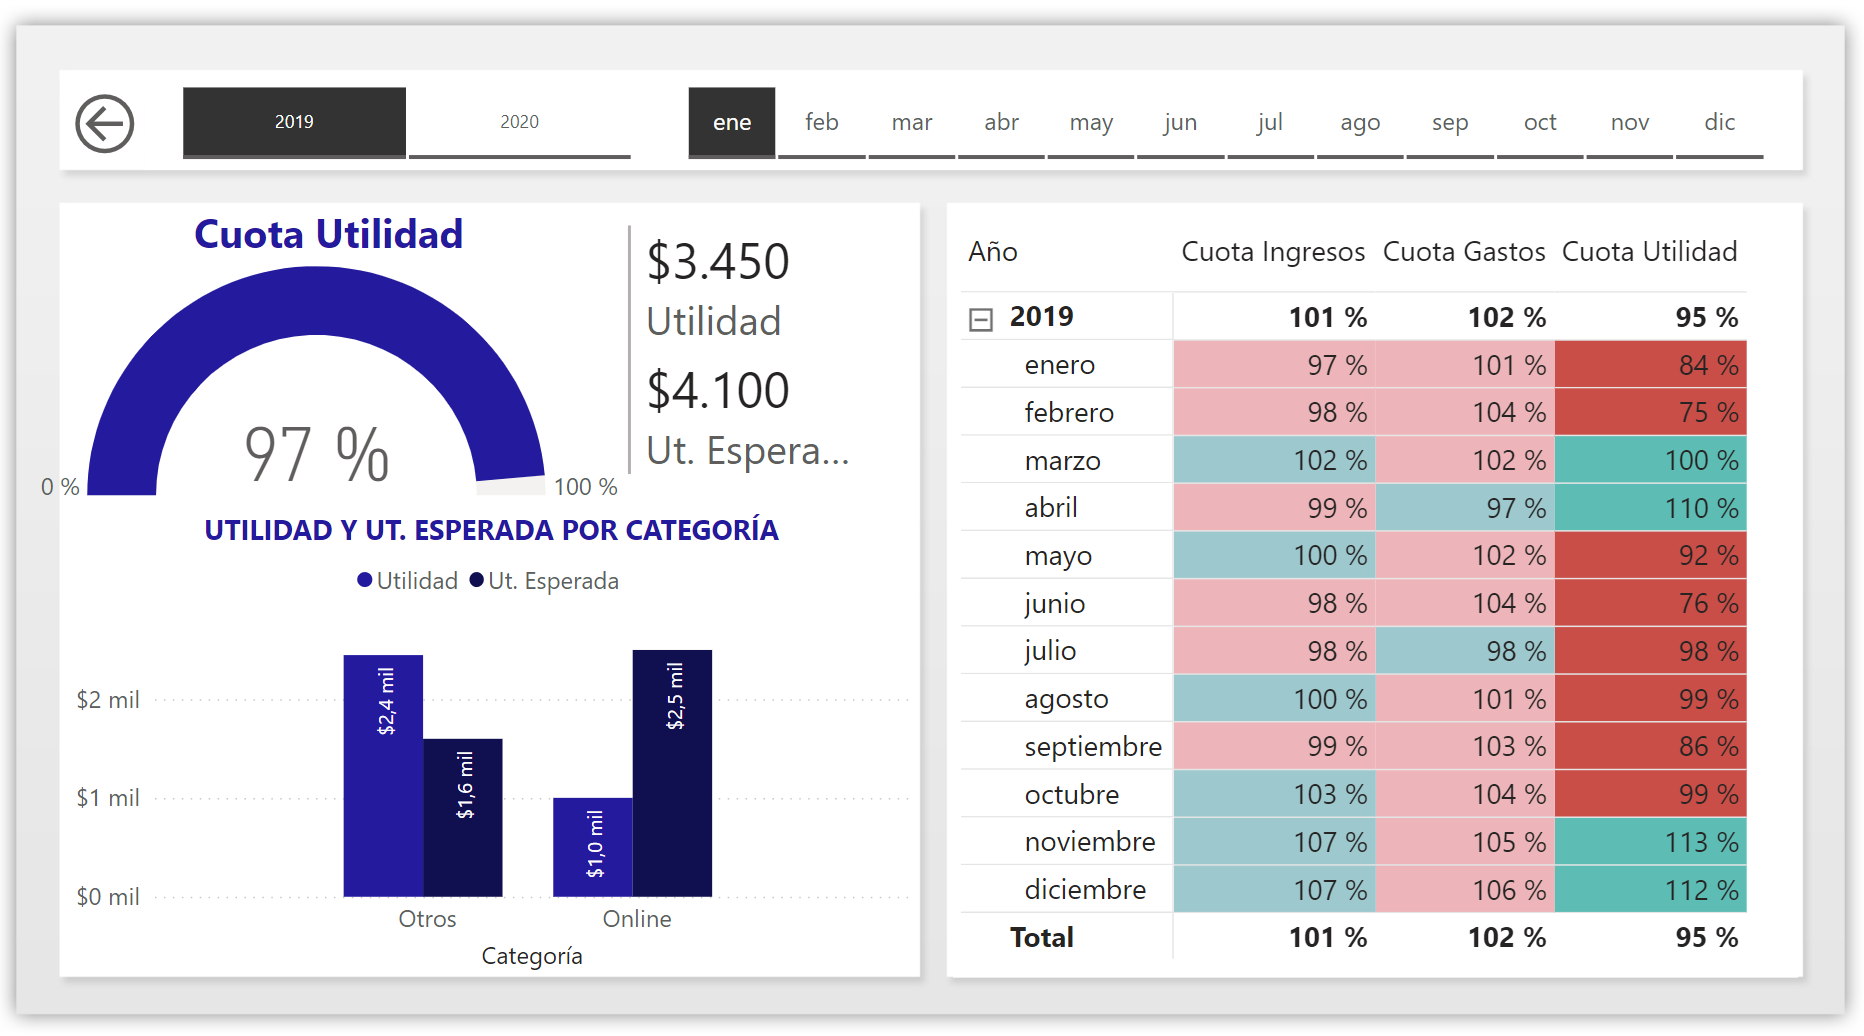 2019 2020 ene feb mar abr may jun jul ago sep oct nov dic
Cuota Utilidad
97 %
0 % 100 %
$3.450
Utilidad
$4.100
Ut. Espera...
UTILIDAD Y UT. ESPERADA POR CATEGORÍA
Utilidad Ut. Esperada
$2 mil
$1 mil
$0 mil
$2,4 mil
$1,6 mil
$1,0 mil
$2,5 mil
Otros Online
Categoría
Año Cuota Ingresos Cuota Gastos Cuota Utilidad
2019 101 % 102 % 95 %
enero 97 % 101 % 84 %
febrero 98 % 104 % 75 %
marzo 102 % 102 % 100 %
abril 99 % 97 % 110 %
mayo 100 % 102 % 92 %
junio 98 % 104 % 76 %
julio 98 % 98 % 98 %
agosto 100 % 101 % 99 %
septiembre 99 % 103 % 86 %
octubre 103 % 104 % 99 %
noviembre 107 % 105 % 113 %
diciembre 107 % 106 % 112 %
Total 101 % 102 % 95 %